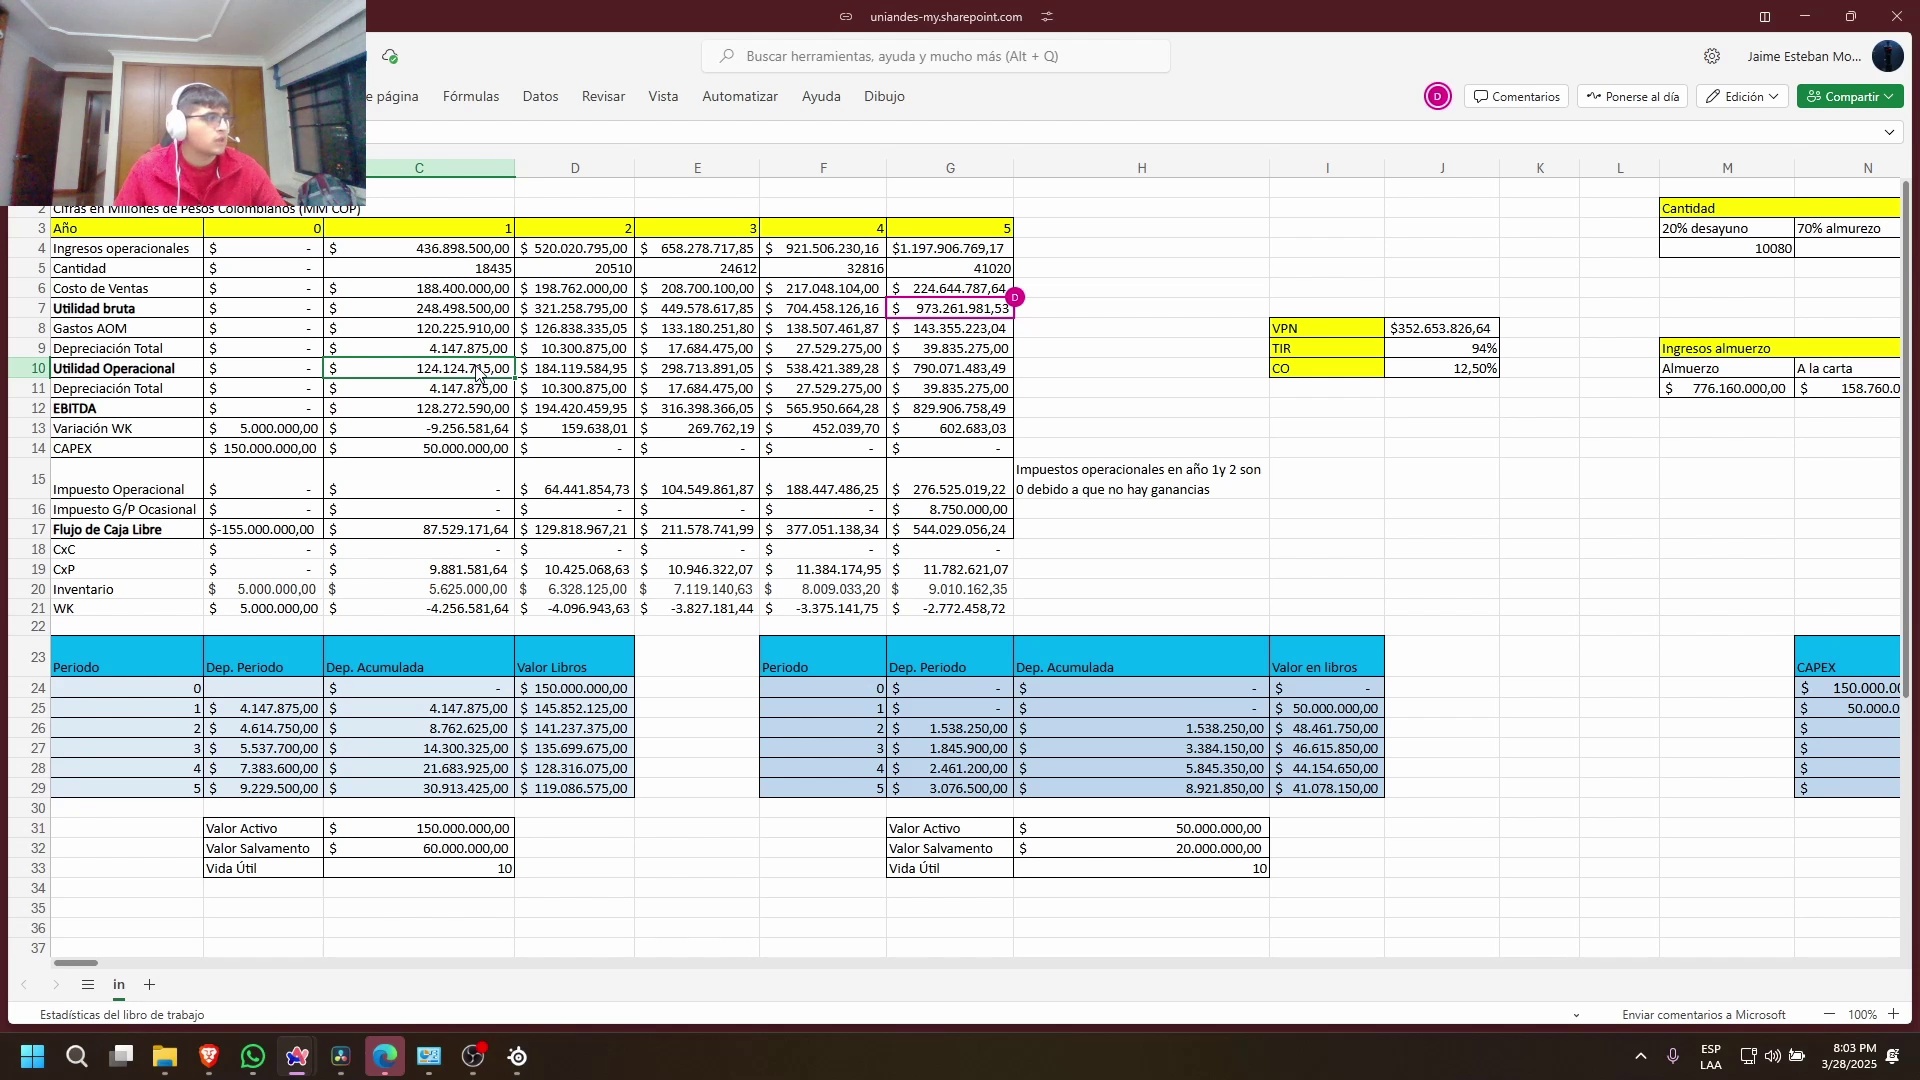 uniandes-my.sharepoint.com
Buscar herramientas, ayuda y mucho más (Alt + Q)
Jaime Esteban Mo...
e página Fórmulas Datos Revisar Vista Automatizar Ayuda Dibujo
D Comentarios Ponerse al día Edición Compartir
C D E F G H I J K L M N
2 Cifras en Millones de Pesos Colombianos (MM COP) Cantidad
3 Año 0 1 2 3 4 5 20% desayuno 70% almurezo
4 Ingresos operacionales $ - $ 436.898.500,00 $ 520.020.795,00 $ 658.278.717,85 $ 921.506.230,16 $1.197.906.769,17 10080
5 Cantidad $ - 18435 20510 24612 32816 41020
6 Costo de Ventas $ - $ 188.400.000,00 $ 198.762.000,00 $ 208.700.100,00 $ 217.048.104,00 $ 224.644.787,64
D
7 Utilidad bruta $ - $ 248.498.500,00 $ 321.258.795,00 $ 449.578.617,85 $ 704.458.126,16 $ 973.261.981,53
8 Gastos AOM $ - $ 120.225.910,00 $ 126.838.335,05 $ 133.180.251,80 $ 138.507.461,87 $ 143.355.223,04 VPN $352.653.826,64
9 Depreciación Total $ - $ 4.147.875,00 $ 10.300.875,00 $ 17.684.475,00 $ 27.529.275,00 $ 39.835.275,00 TIR 94% Ingresos almuerzo
10 Utilidad Operacional $ - $ 124.124.715,00 $ 184.119.584,95 $ 298.713.891,05 $ 538.421.389,28 $ 790.071.483,49 CO 12,50% Almuerzo A la carta
11 Depreciación Total $ - $ 4.147.875,00 $ 10.300.875,00 $ 17.684.475,00 $ 27.529.275,00 $ 39.835.275,00 $ 776.160.000,00 $ 158.760.0
12 EBITDA $ - $ 128.272.590,00 $ 194.420.459,95 $ 316.398.366,05 $ 565.950.664,28 $ 829.906.758,49
13 Variación WK $ 5.000.000,00 $ -9.256.581,64 $ 159.638,01 $ 269.762,19 $ 452.039,70 $ 602.683,03
14 CAPEX $ 150.000.000,00 $ 50.000.000,00 $ - $ - $ - $ -
Impuestos operacionales en año 1y 2 son
15 Impuesto Operacional $ - $ - $ 64.441.854,73 $ 104.549.861,87 $ 188.447.486,25 $ 276.525.019,22 0 debido a que no hay ganancias
16 Impuesto G/P Ocasional $ - $ - $ - $ - $ - $ 8.750.000,00
17 Flujo de Caja Libre $-155.000.000,00 $ 87.529.171,64 $ 129.818.967,21 $ 211.578.741,99 $ 377.051.138,34 $ 544.029.056,24
18 CxC $ - $ - $ - $ - $ - $ -
19 CxP $ - $ 9.881.581,64 $ 10.425.068,63 $ 10.946.322,07 $ 11.384.174,95 $ 11.782.621,07
20 Inventario $ 5.000.000,00 $ 5.625.000,00 $ 6.328.125,00 $ 7.119.140,63 $ 8.009.033,20 $ 9.010.162,35
21 WK $ 5.000.000,00 $ -4.256.581,64 $ -4.096.943,63 $ -3.827.181,44 $ -3.375.141,75 $ -2.772.458,72
22
23 Periodo Dep. Periodo Dep. Acumulada Valor Libros Periodo Dep. Periodo Dep. Acumulada Valor en libros CAPEX
24 0 $ - $ 150.000.000,00 0 $ - $ - $ - $ 150.000.00
25 1 $ 4.147.875,00 $ 4.147.875,00 $ 145.852.125,00 1 $ - $ - $ 50.000.000,00 $ 50.000.0
26 2 $ 4.614.750,00 $ 8.762.625,00 $ 141.237.375,00 2 $ 1.538.250,00 $ 1.538.250,00 $ 48.461.750,00 $
27 3 $ 5.537.700,00 $ 14.300.325,00 $ 135.699.675,00 3 $ 1.845.900,00 $ 3.384.150,00 $ 46.615.850,00 $
28 4 $ 7.383.600,00 $ 21.683.925,00 $ 128.316.075,00 4 $ 2.461.200,00 $ 5.845.350,00 $ 44.154.650,00 $
29 5 $ 9.229.500,00 $ 30.913.425,00 $ 119.086.575,00 5 $ 3.076.500,00 $ 8.921.850,00 $ 41.078.150,00 $
30
31 Valor Activo $ 150.000.000,00 Valor Activo $ 50.000.000,00
32 Valor Salvamento $ 60.000.000,00 Valor Salvamento $ 20.000.000,00
33 Vida Útil 10 Vida Útil 10
34
35
36
37
in
Estadísticas del libro de trabajo Enviar comentarios a Microsoft 100%
ESP
LAA
8:03 PM
3/28/2025